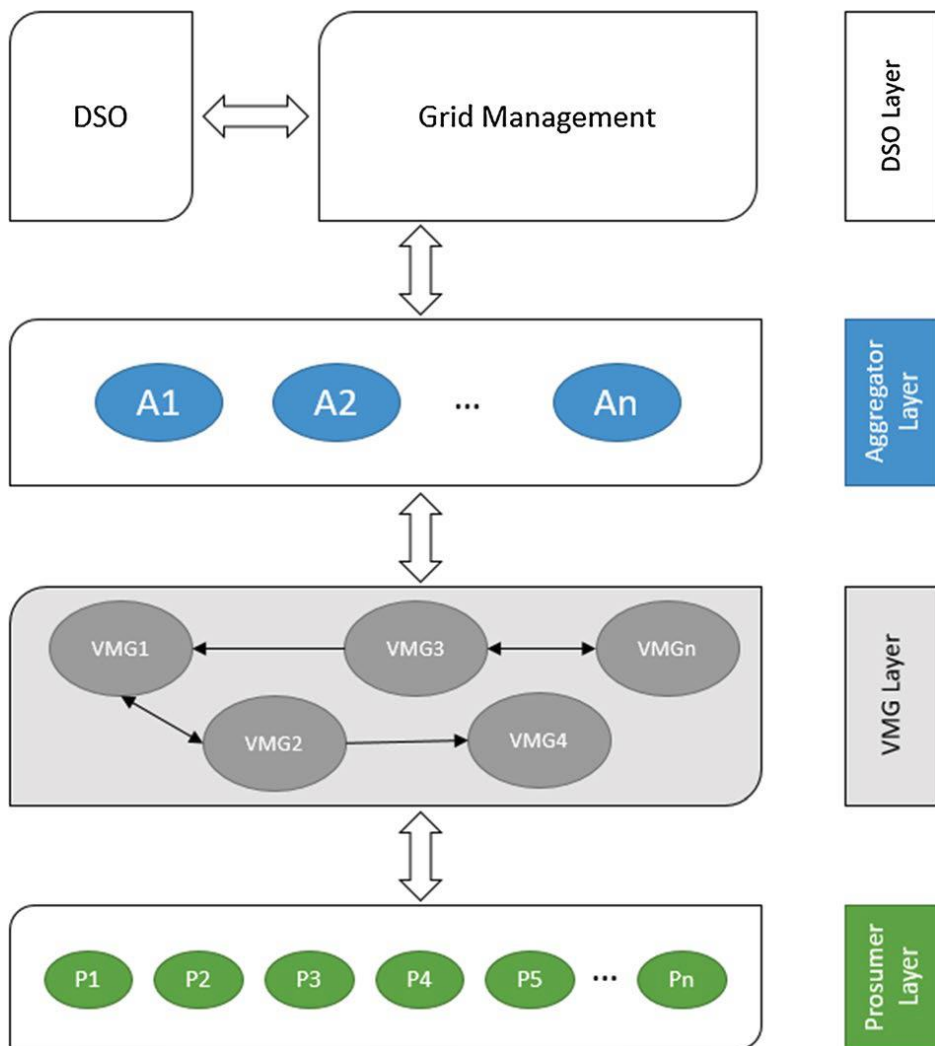 DSO
Grid Management
DSO Layer
A1
A2
...
An
Aggregator
Layer
VMG1
VMG3
VMGn
VMG2
VMG4
VMG Layer
P1
P2
P3
P4
P5
...
Pn
Prosumer
Layer